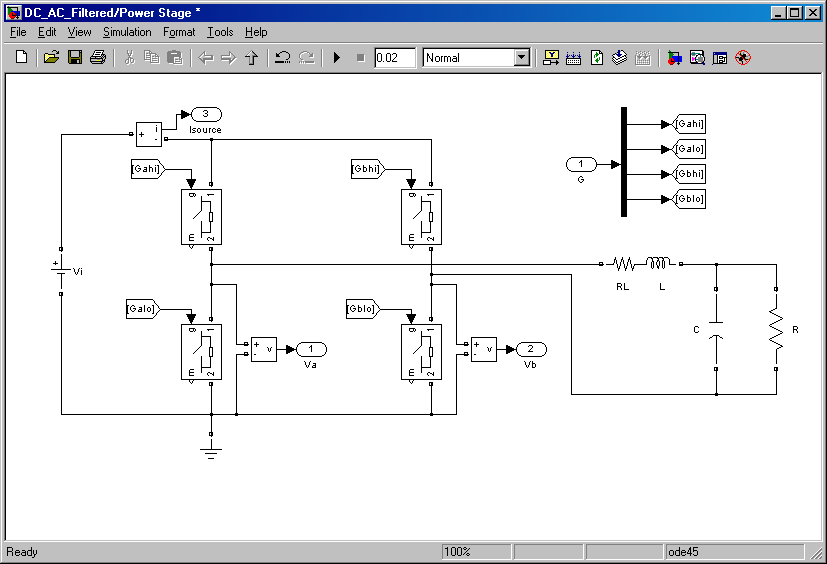 DC_AC_Filtered/Power Stage *
File Edit View Simulation Format Tools Help
0.02 Normal
3
Isource
+ i -
[Gahi]
[Gbhi]
g 1
m 2
g 1
m 2
1
G
[Gahi]
[Galo]
[Gbhi]
[Gblo]
+
Vi
RL L
C R
[Galo]
[Gblo]
g 1
m 2
+ - v
1
Va
g 1
m 2
+ - v
2
Vb
Ready 100% ode45